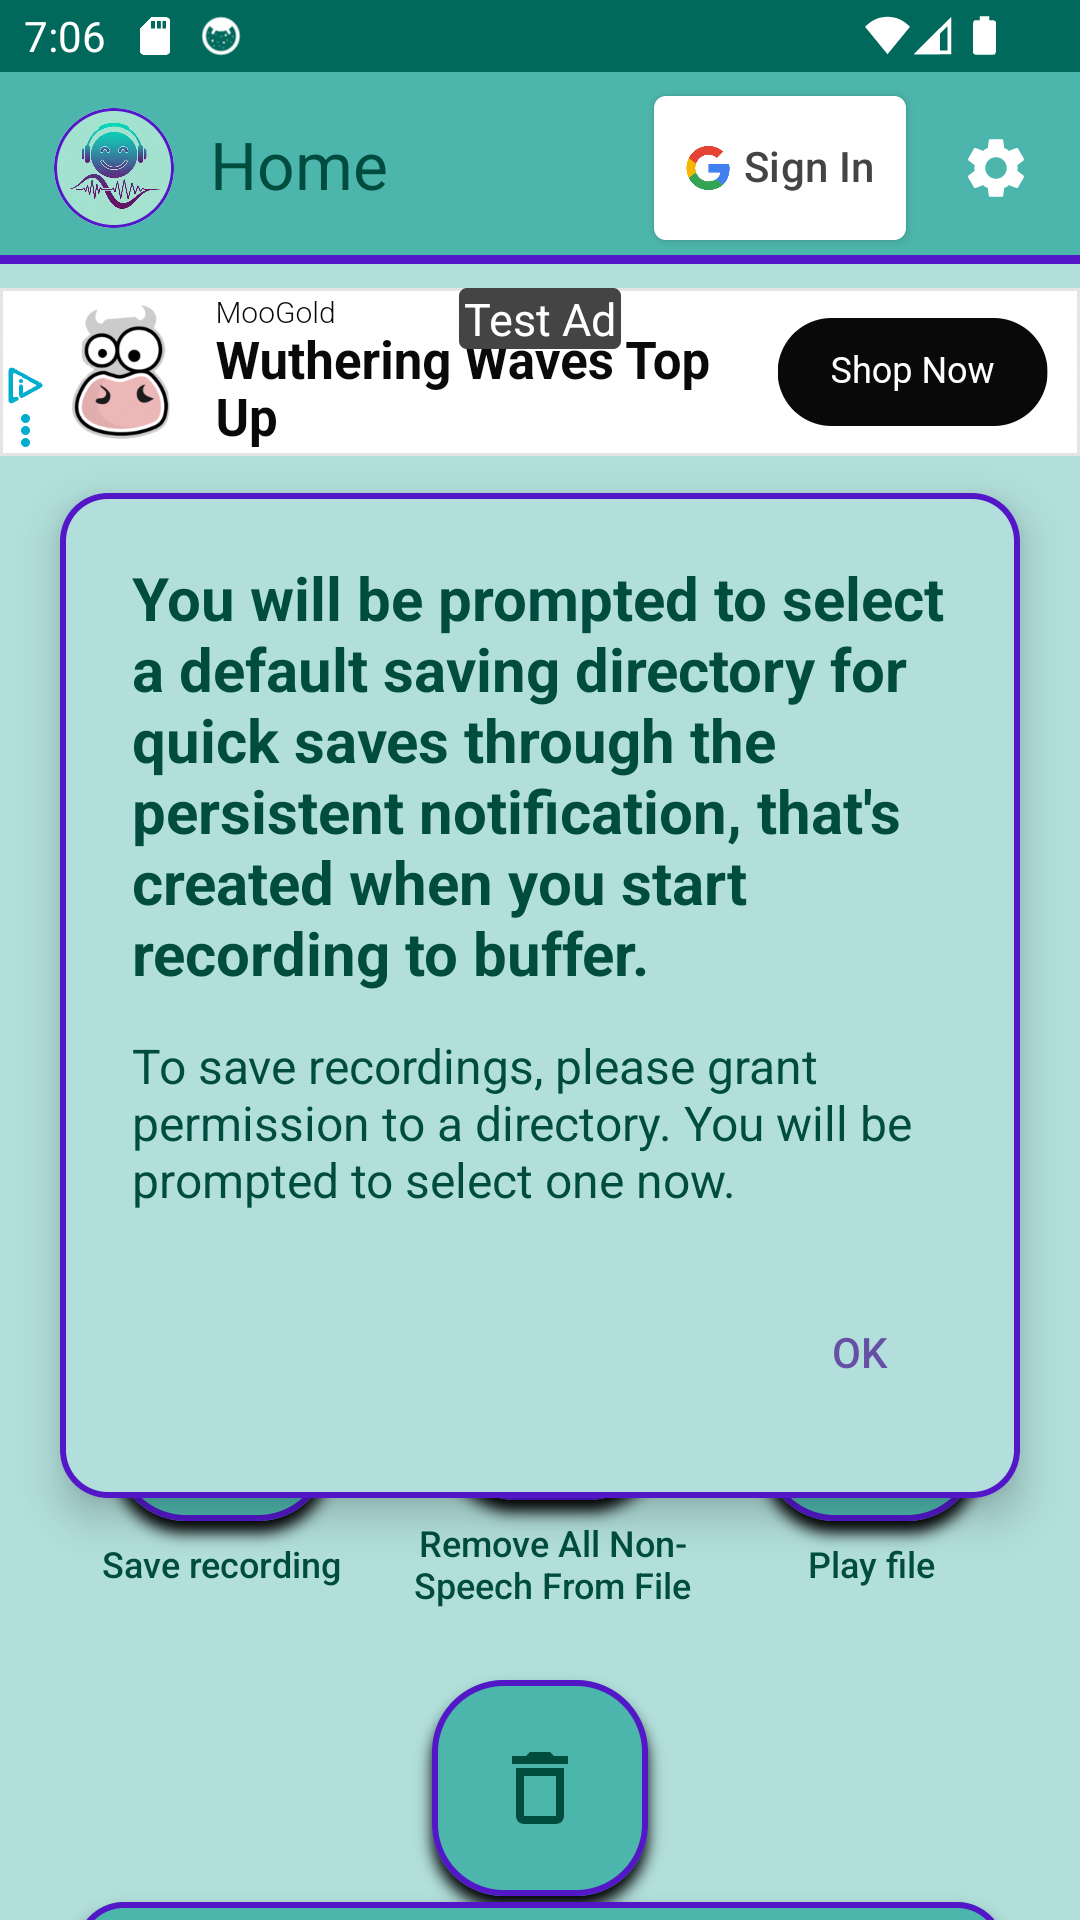 7:06
Home
Sign In
MooGold
Test Ad
Wuthering Waves Top
Up
Shop Now
You will be prompted to select
a default saving directory for
quick saves through the
persistent notification, that's
created when you start
recording to buffer.
To save recordings, please grant
permission to a directory. You will be
prompted to select one now.
OK
Save recording
Remove All Non-
Speech From File
Play file